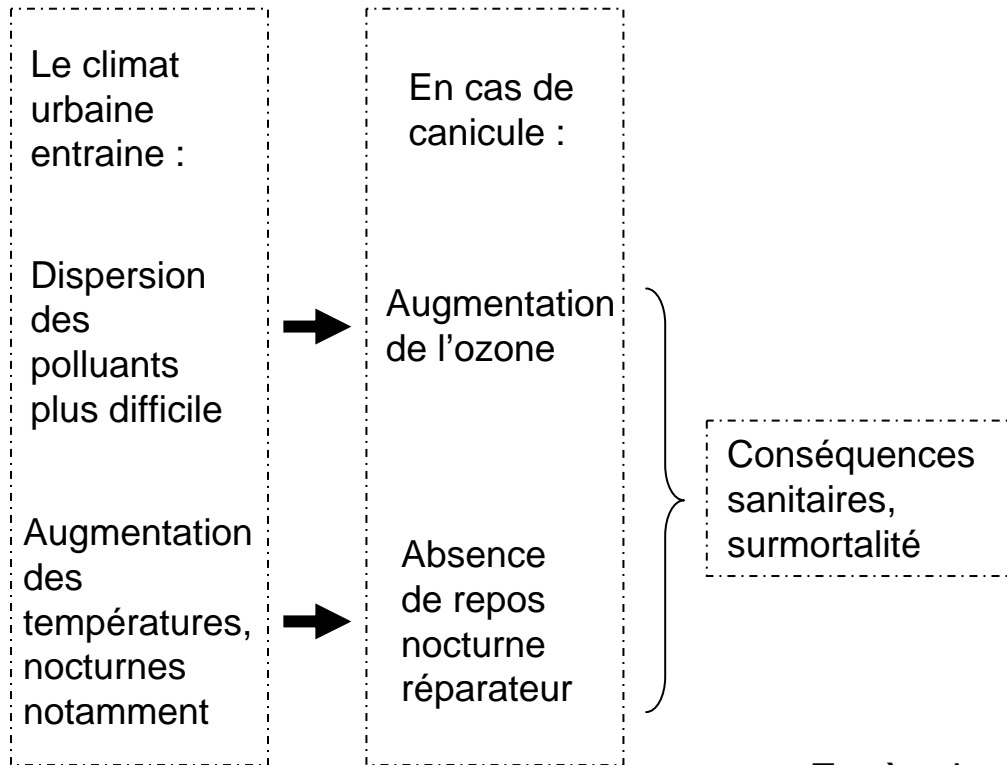 Le climat
urbaine
entraine :
Dispersion
des
polluants
plus difficile
Augmentation
des
températures,
nocturnes
notamment
En cas de
canicule :
Augmentation
de l’ozone
Absence
de repos
nocturne
réparateur
Conséquences
sanitaires,
surmortalité